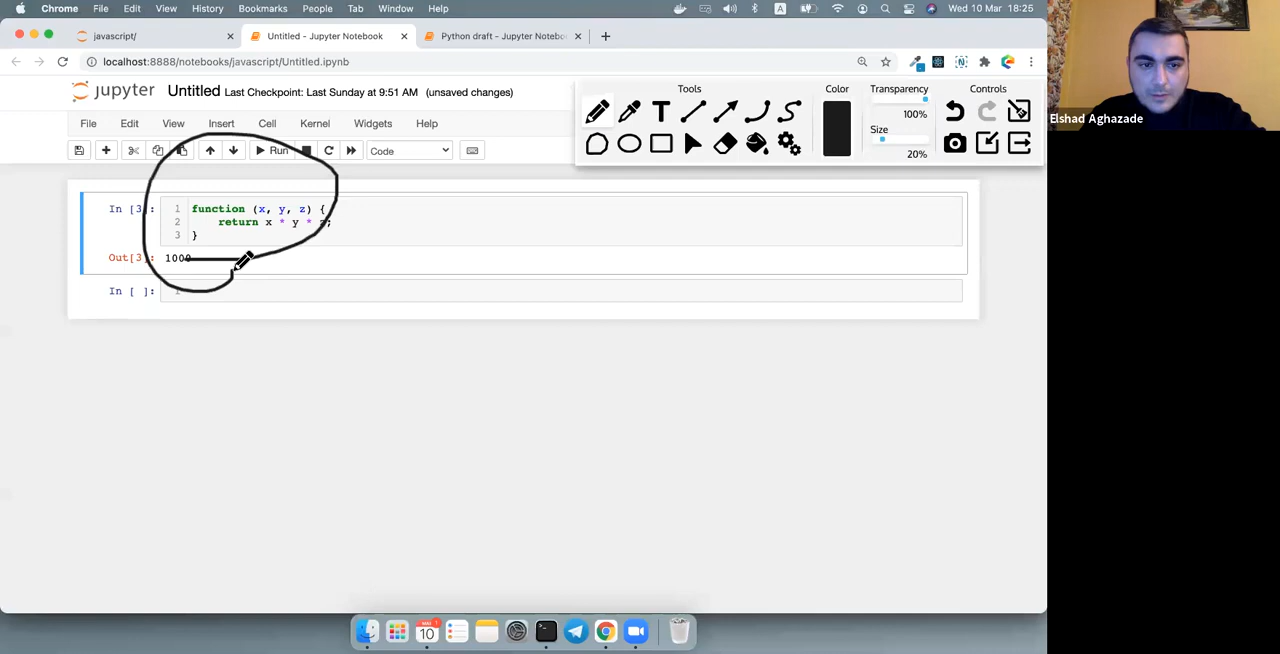 Chrome File Edit View History Bookmarks People Tab Window Help
A
Wed 10 Mar 18:25
javascript/
Untitled - Jupyter Notebook
Python draft - Jupyter Notebo
localhost:8888/notebooks/javascript/Untitled.ipynb
jupyter Untitled Last Checkpoint: Last Sunday at 9:51 AM (unsaved changes)
File Edit View Insert Cell Kernel Widgets Help
Run Code
Tools Color Transparency Controls
T
100%
Size
20%
Elshad Aghazade
In [3]: 1 function (x, y, z) {
2 return x * y * z;
3 }
Out[3]: 1000
In [ ]: 1
10